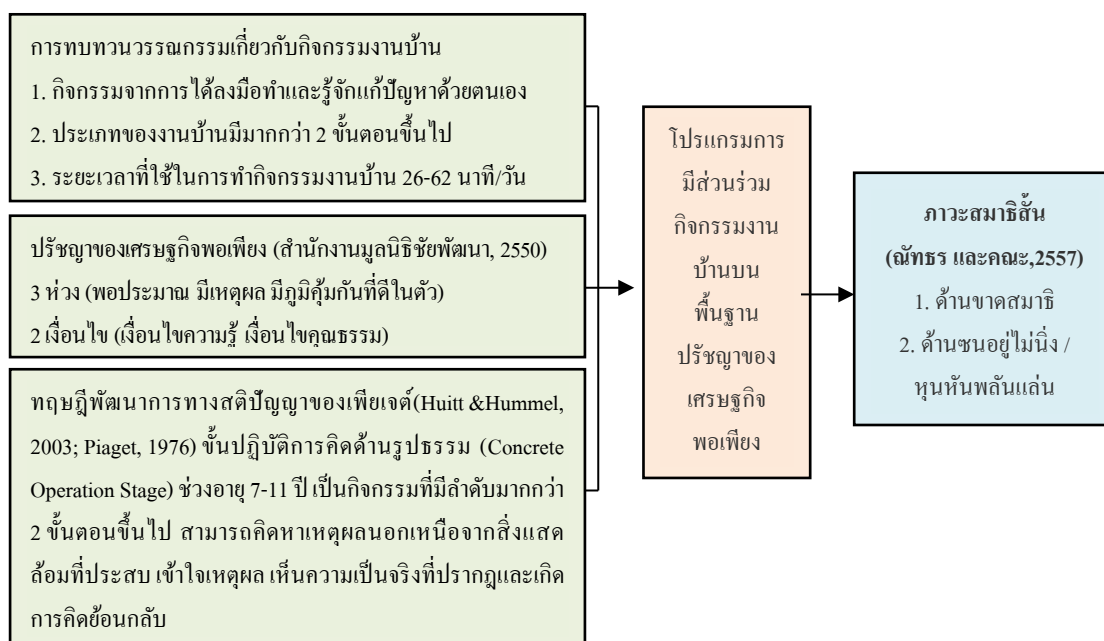 การทบทวนวรรณกรรมเกี่ยวกับกิจกรรมงานบ้าน
1. กิจกรรมจากการได้ลงมือทำและรู้จักแก้ปัญหาด้วยตนเอง
2. ประเภทของงานบ้านมีมากกว่า 2 ขั้นตอนขึ้นไป
3. ระยะเวลาที่ใช้ในการทำกิจกรรมงานบ้าน 26-62 นาที/วัน
ปรัชญาของเศรษฐกิจพอเพียง (สำนักงานมูลนิธิชัยพัฒนา, 2550)
3 ห่วง (พอประมาณ มีเหตุผล มีภูมิคุ้มกันที่ดีในตัว)
2 เงื่อนไข (เงื่อนไขความรู้ เงื่อนไขคุณธรรม)
ทฤษฎีพัฒนาการทางสติปัญญาของเพียเจต์(Huitt &Hummel,
2003; Piaget, 1976) ขั้นปฏิบัติการคิดด้านรูปธรรม (Concrete
Operation Stage) ช่วงอายุ 7-11 ปี เป็นกิจกรรมที่มีลำดับมากกว่า
2 ขั้นตอนขึ้นไป สามารถคิดหาเหตุผลนอกเหนือจากสิ่งแสด
ล้อมที่ประสบ เข้าใจเหตุผล เห็นความเป็นจริงที่ปรากฎและเกิด
การคิดย้อนกลับ
โปรแกรมการ
มีส่วนร่วม
กิจกรรมงาน
บ้านบน
พื้นฐาน
ปรัชญาของ
เศรษฐกิจ
พอเพียง
ภาวะสมาธิสั้น
(ณัทธร และคณะ,2557)
1. ด้านขาดสมาธิ
2. ด้านซนอยู่ไม่นิ่ง /
หุนหันพลันแล่น